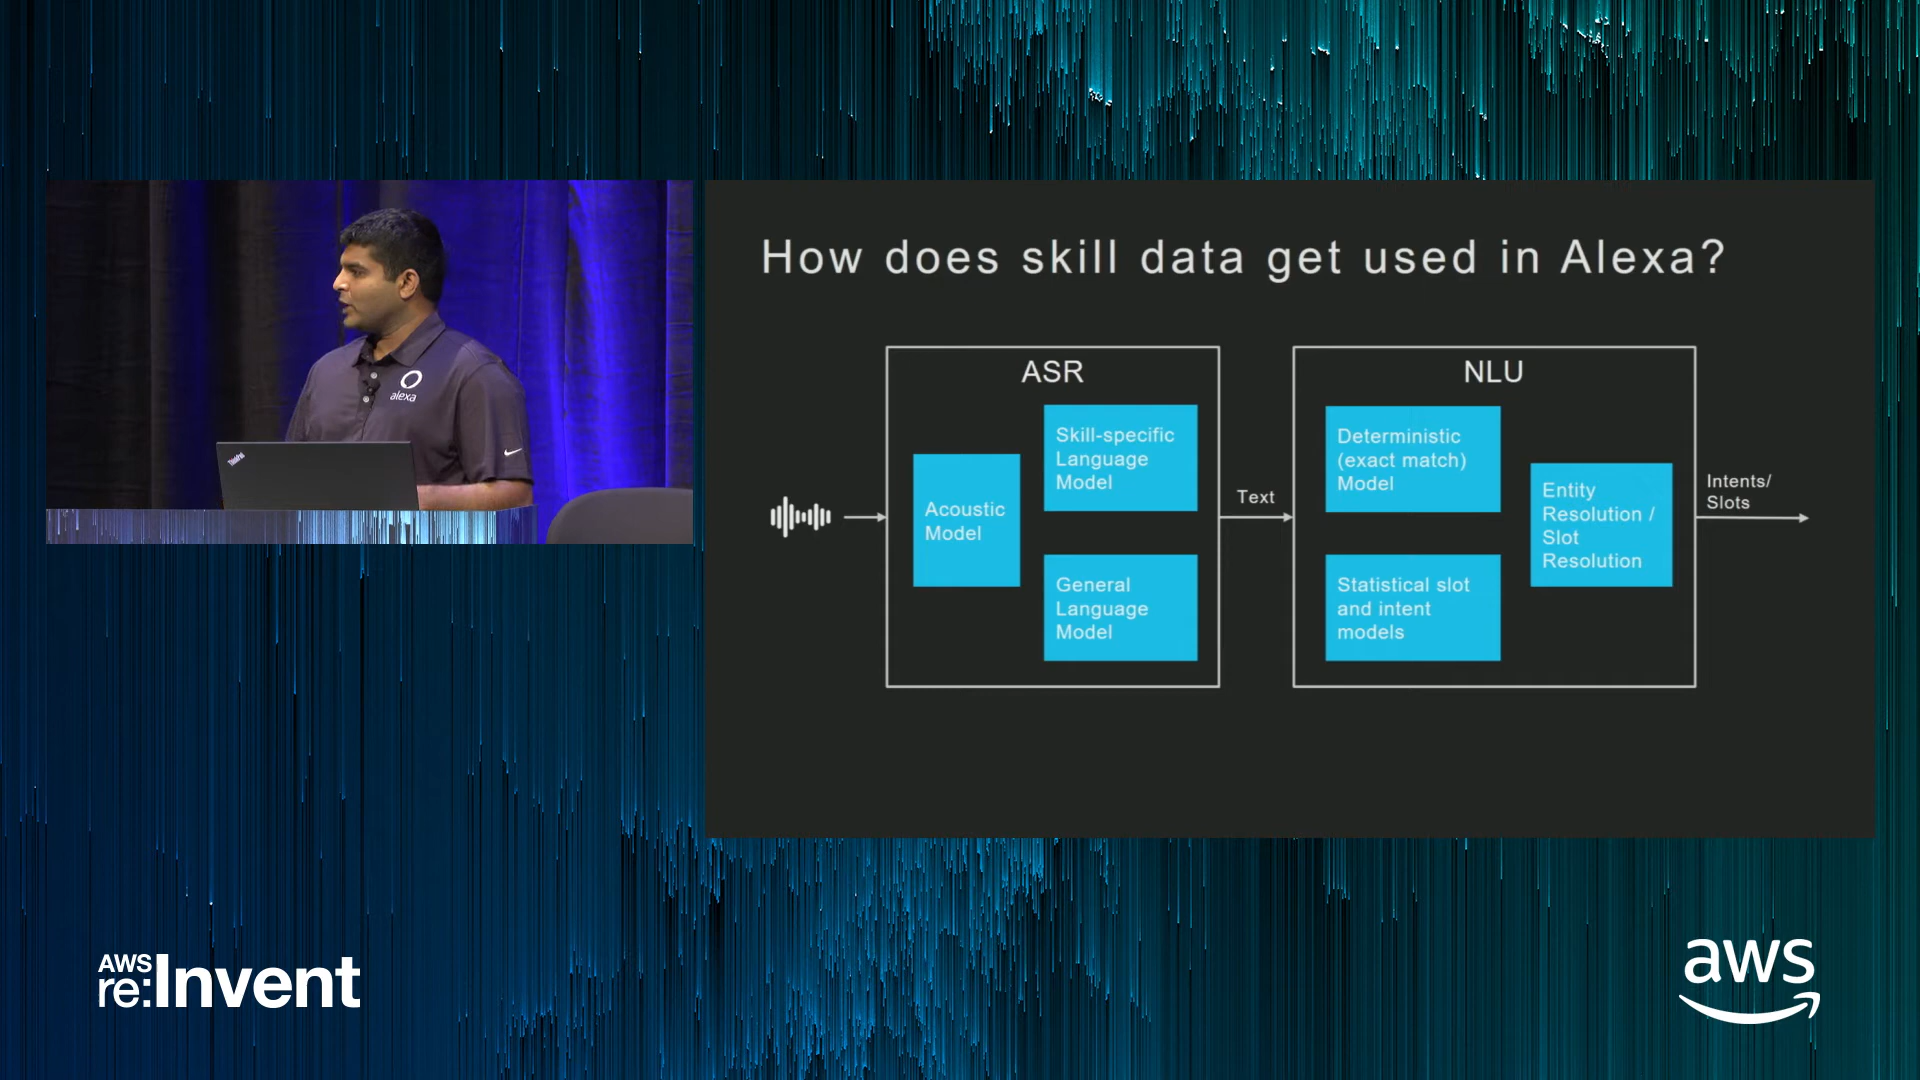 How does skill data get used in Alexa?
ASR
Acoustic
Model
Skill-specific
Language
Model
General
Language
Model
Text
NLU
Deterministic
(exact match)
Model
Statistical slot
and intent
models
Entity
Resolution /
Slot
Resolution
Intents/
Slots
alexa
ThinkPad
AWS
re:Invent
aws